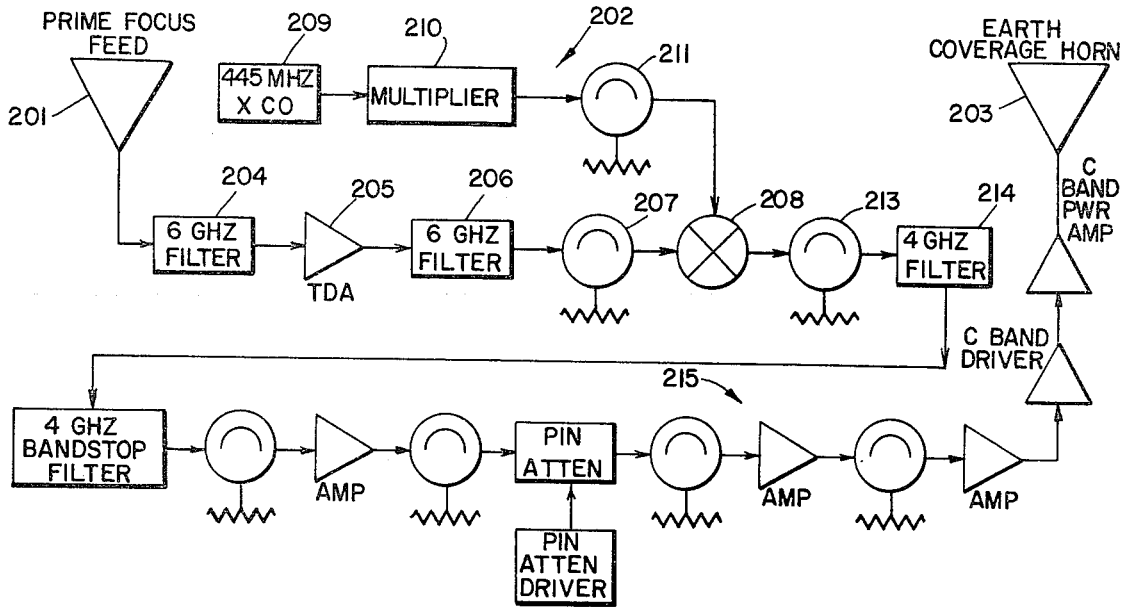 PRIME FOCUS
FEED
201
209
445 MHZ
X CO
210
MULTIPLIER
202
211
EARTH
COVERAGE HORN
203
204
6 GHZ
FILTER
205
TDA
206
6 GHZ
FILTER
207
208
213
214
4 GHZ
FILTER
C
BAND
PWR
AMP
C BAND
DRIVER
215
4 GHZ
BANDSTOP
FILTER
AMP
PIN
ATTEN
PIN
ATTEN
DRIVER
AMP
AMP